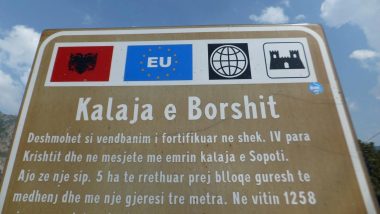 EU
Kalaja e Borshit
Deshmohet si vendbanim i fortifikuar ne shek. IV para
Krishtit dhe ne mesjete me emrin kalaja e Sopoti.
Ajo ze nje sip. 5 ha te rrethuar prej blloqe guresh te
medhenj dhe me nje gjeresi tre metra. Ne vitin 1258